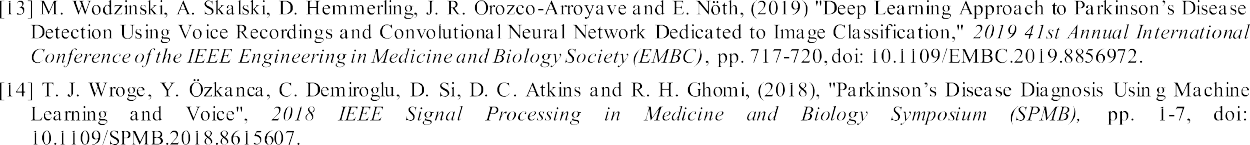 [13] M. Wodzinski, A. Skalski, D. Hemmerling, J. R. Orozco-Arroyave and E. Nöth, (2019) "Deep Learning Approach to Parkinson's Disease
Detection Using Voice Recordings and Convolutional Neural Network Dedicated to Image Classification," 2019 41st Annual International
Conference of the IEEE Engineering in Medicine and Biology Society (EMBC), pp. 717-720, doi: 10.1109/EMBC.2019.8856972.
[14] T. J. Wroge, Y. Özkanca, C. Demiroglu, D. Si, D. C. Atkins and R. H. Ghomi, (2018), "Parkinson's Disease Diagnosis Using Machine
Learning and Voice", 2018 IEEE Signal Processing in Medicine and Biology Symposium (SPMB), pp. 1-7, doi:
10.1109/SPMB.2018.8615607.